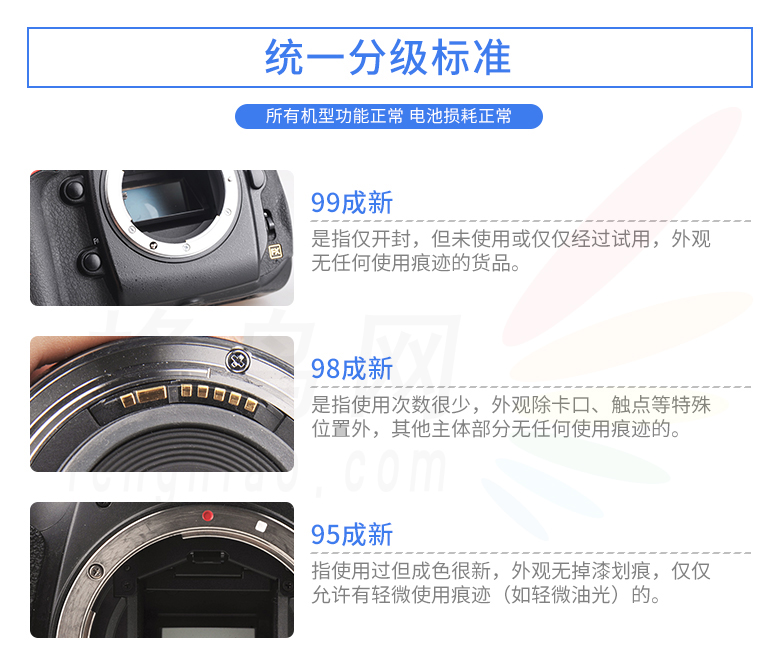 统一分级标准
所有机型功能正常 电池损耗正常
99成新
是指仅开封，但未使用或仅仅经过试用，外观
无任何使用痕迹的货品。
FX
98成新
是指使用次数很少，外观除卡口、触点等特殊
位置外，其他主体部分无任何使用痕迹的。
95成新
指使用过但成色很新，外观无掉漆划痕，仅仅
允许有轻微使用痕迹（如轻微油光）的。
蜂鸟网
fengniao.com